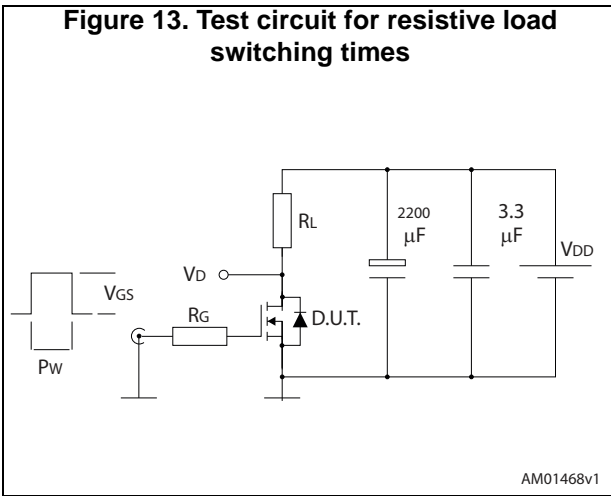 Figure 13. Test circuit for resistive load
switching times
RL
2200
μF
3.3
μF
VDD
VD
VGS
RG
D.U.T.
PW
AM01468v1